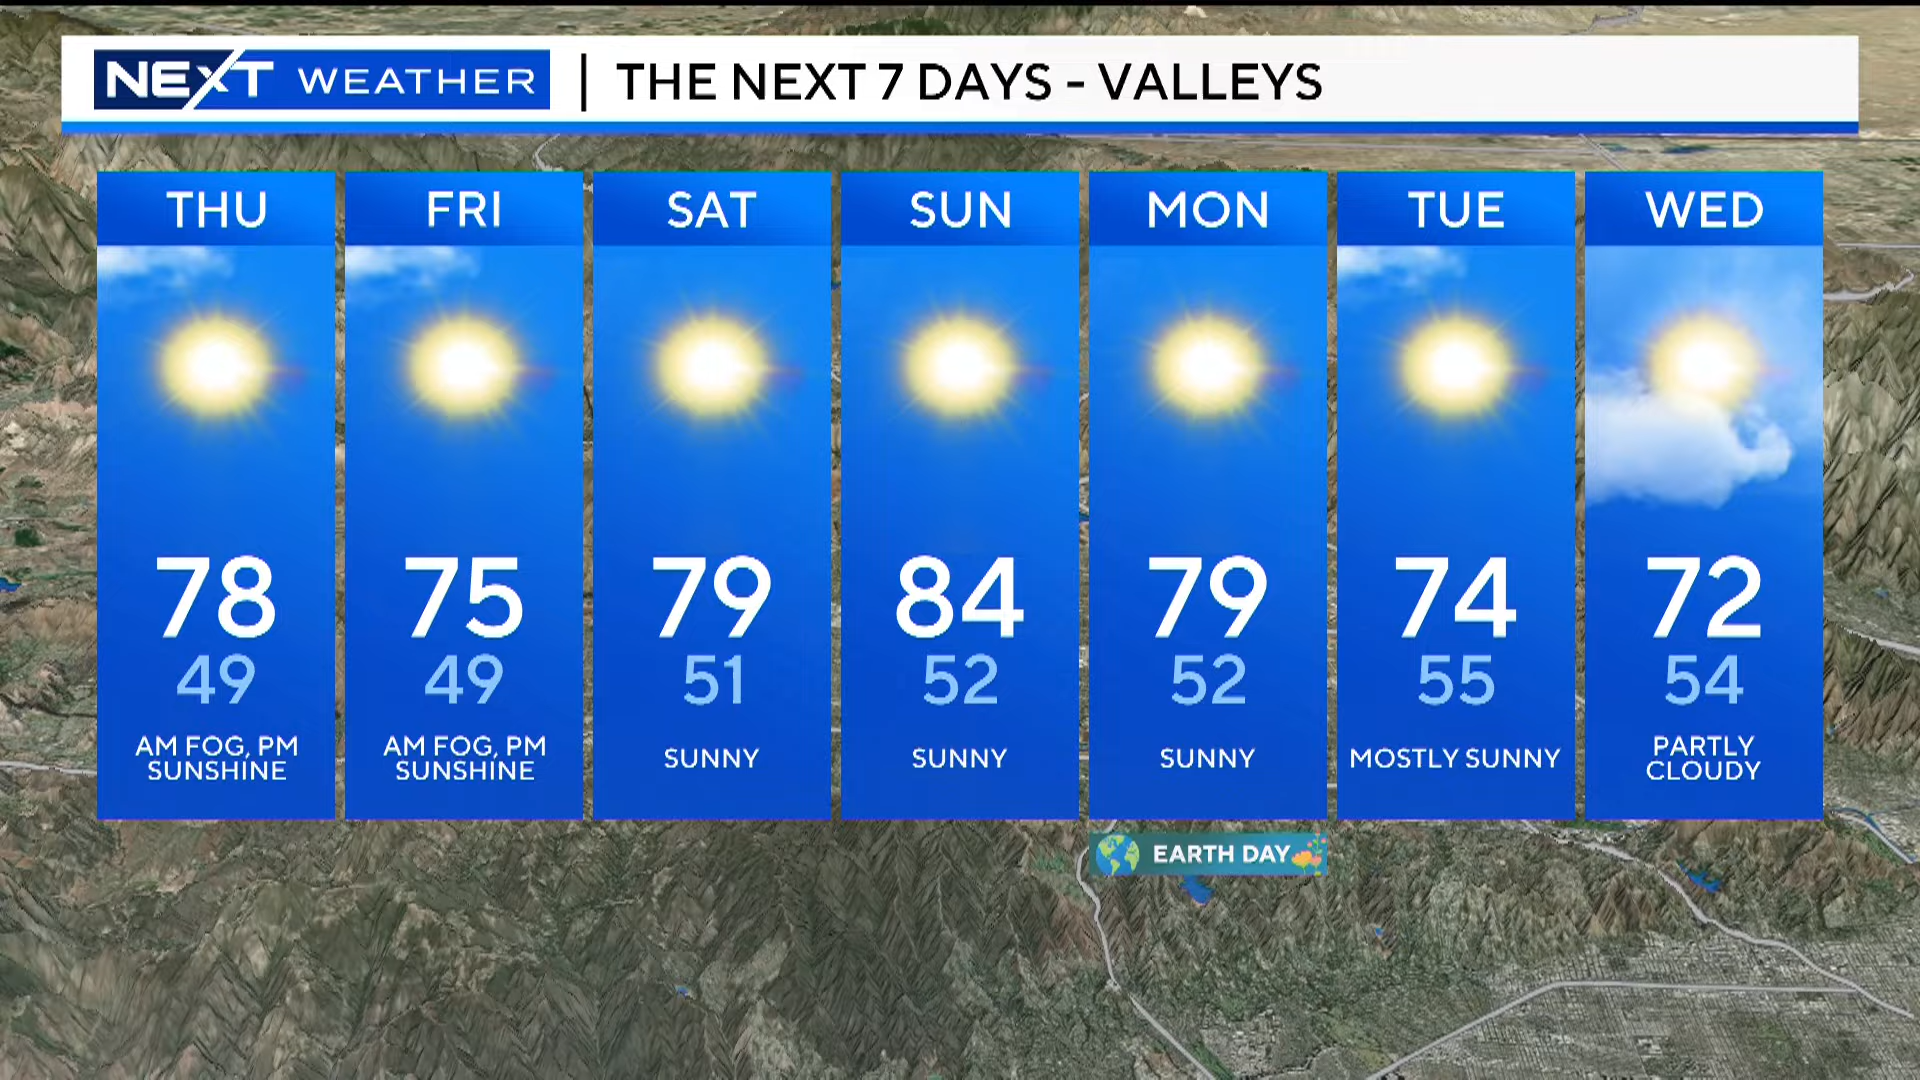 NEXT WEATHER | THE NEXT 7 DAYS - VALLEYS
THU
78
49
AM FOG, PM
SUNSHINE
FRI
75
49
AM FOG, PM
SUNSHINE
SAT
79
51
SUNNY
SUN
84
52
SUNNY
MON
79
52
SUNNY
EARTH DAY
TUE
74
55
MOSTLY SUNNY
WED
72
54
PARTLY
CLOUDY